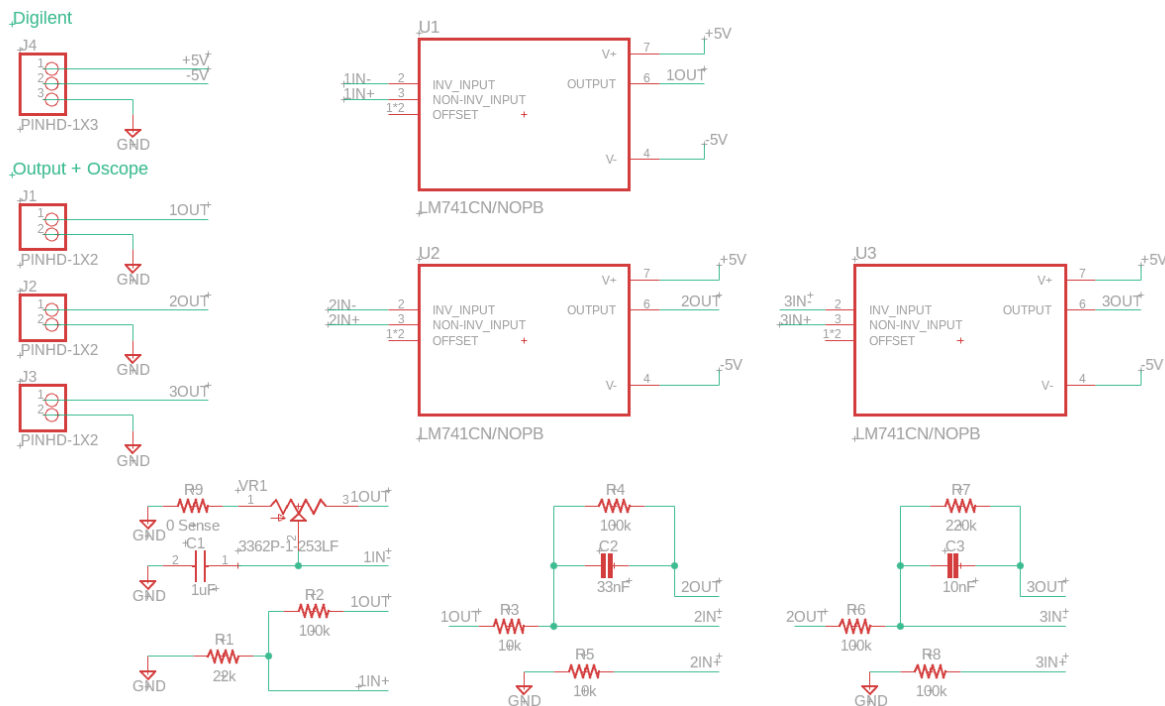 Digilent
J4
1
2
3
+5V
-5V
PINHD-1X3
GND
Output + Oscope
J1
1
2
1OUT
PINHD-1X2
GND
J2
1
2
2OUT
PINHD-1X2
GND
J3
1
2
3OUT
PINHD-1X2
GND
U1
1IN- 2 INV_INPUT
1IN+ 3 NON-INV_INPUT
1*2 OFFSET
V+ 7 +5V
OUTPUT 6 1OUT
V- 4 -5V
LM741CN/NOPB
U2
2IN- 2 INV_INPUT
2IN+ 3 NON-INV_INPUT
1*2 OFFSET
V+ 7 +5V
OUTPUT 6 2OUT
V- 4 -5V
LM741CN/NOPB
U3
3IN- 2 INV_INPUT
3IN+ 3 NON-INV_INPUT
1*2 OFFSET
V+ 7 +5V
OUTPUT 6 3OUT
V- 4 -5V
LM741CN/NOPB
R9
0 Sense
GND
VR1
1
3
2
1OUT
3362P-1-253LF
C1
2
1
1uF
GND
1IN-
R2
100k
1OUT
R1
22k
GND
1IN+
R4
100k
C2
33nF
2OUT
1OUT
R3
10k
2IN-
R5
10k
GND
2IN+
R7
220k
C3
10nF
3OUT
2OUT
R6
100k
3IN-
R8
100k
GND
3IN+